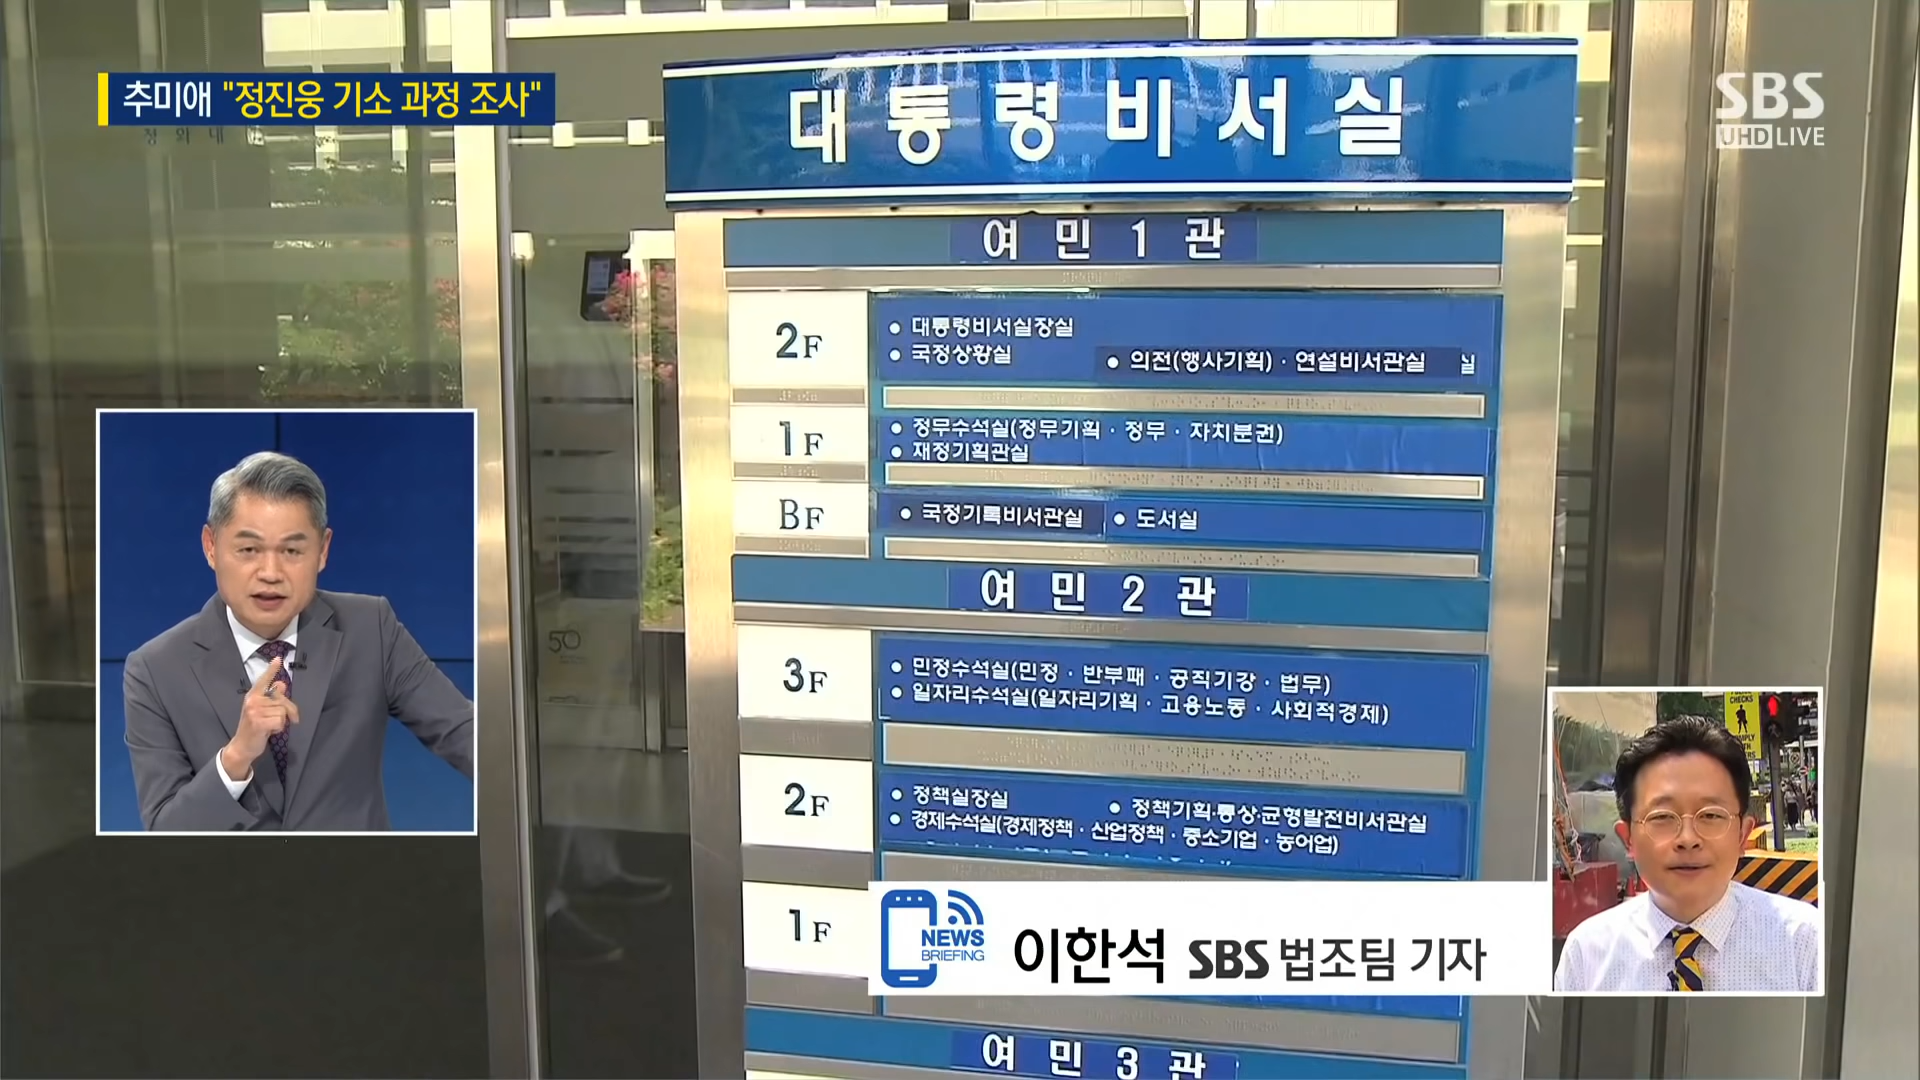 추미애 "정진웅 기소 과정 조사"
SBS
UHD LIVE
청와대
대통령비서실
여민1관
2F
● 대통령비서실장실
● 국정상황실
● 의전(행사기획)·연설비서관실
실
1F
● 정무수석실(정무기획·정무·자치분권)
● 재정기획관실
BF
● 국정기록비서관실 ● 도서실
여민2관
3F
● 민정수석실(민정·반부패·공직기강·법무)
● 일자리수석실(일자리기획·고용노동·사회적경제)
2F
● 정책실장실 ● 정책기획·통상·균형발전비서관실
● 경제수석실(경제정책·산업정책·중소기업·농어업)
1F
여민3관
50
NEWS
BRIEFING
이한석 SBS 법조팀 기자
CHECKS